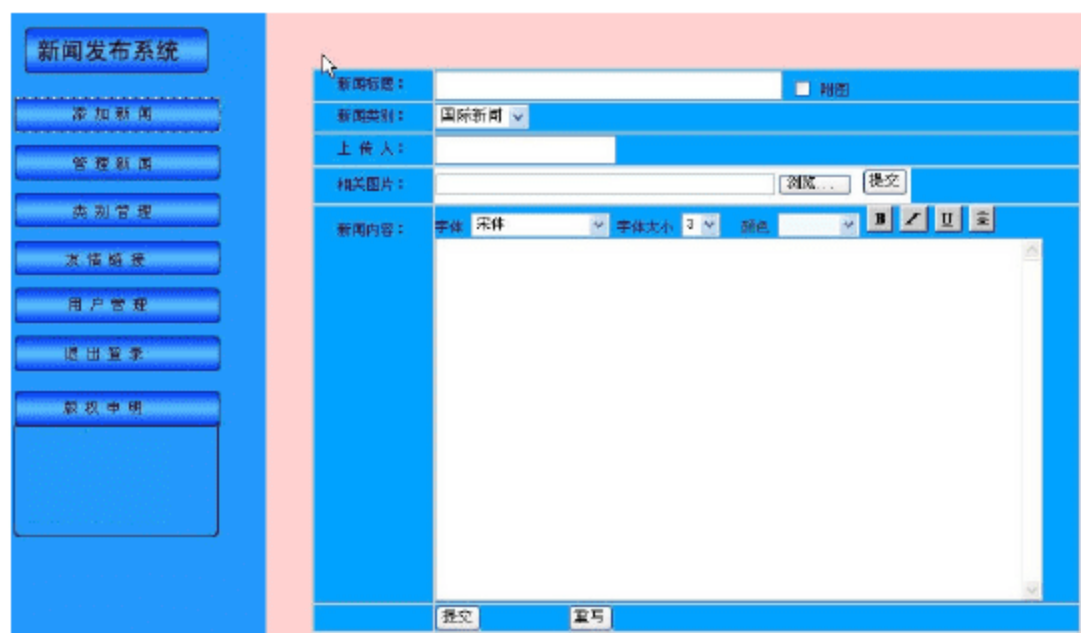 新闻发布系统
添加新闻
管理新闻
类别管理
友情链接
用户管理
退出登录
版权申明
新闻标题： 附图
新闻类别： 国际新闻
上传人：
相关图片： 浏览... 提交
新闻内容： 字体 宋体 字体大小 3 颜色 B I U
提交 重写